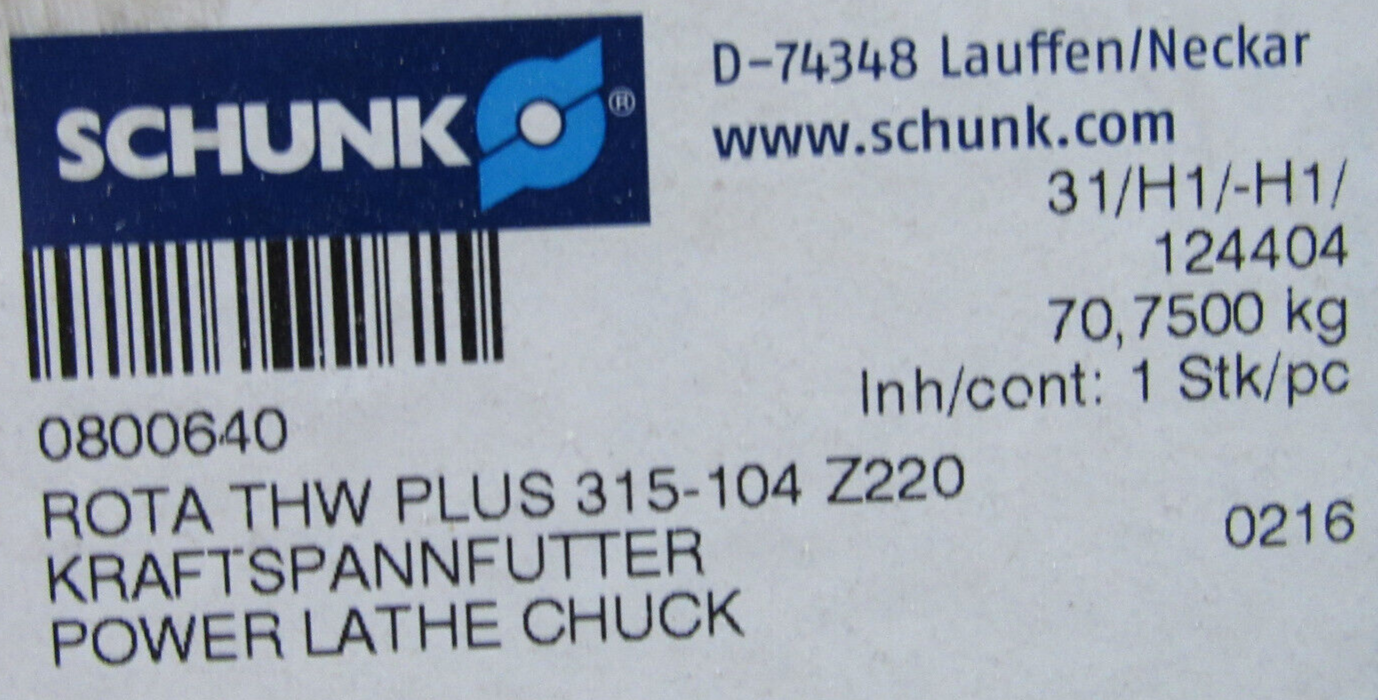 SCHUNK ®
D-74348 Lauffen/Neckar
www.schunk.com
31/H1/-H1/
124404
70,7500 kg
Inh/cont: 1 Stk/pc
0800640
ROTA THW PLUS 315-104 Z220
0216
KRAFTSPANNFUTTER
POWER LATHE CHUCK